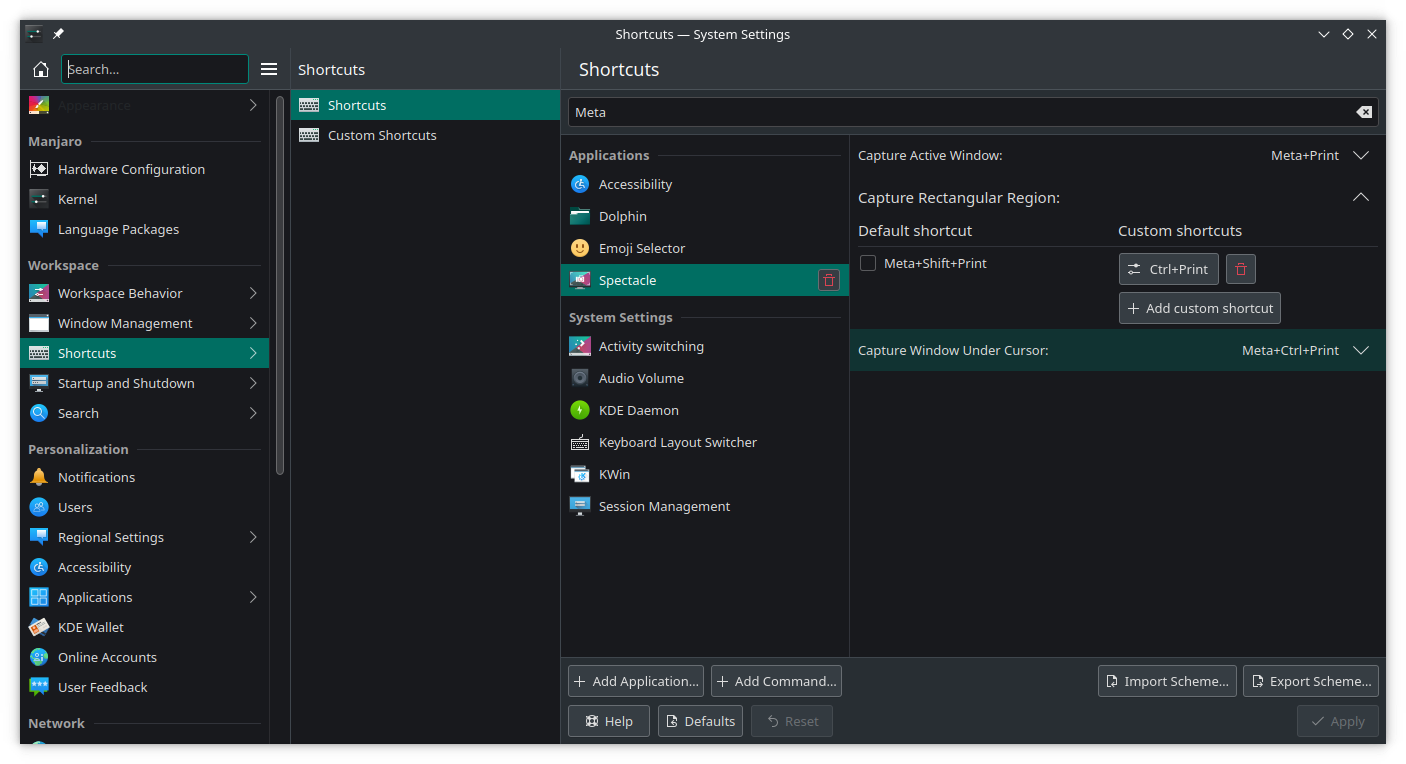 Shortcuts — System Settings
Search...
Shortcuts
Shortcuts
Appearance
Manjaro
Hardware Configuration
Kernel
Language Packages
Workspace
Workspace Behavior
Window Management
Shortcuts
Startup and Shutdown
Search
Personalization
Notifications
Users
Regional Settings
Accessibility
Applications
KDE Wallet
Online Accounts
User Feedback
Network
Shortcuts
Custom Shortcuts
Meta
Applications
Accessibility
Dolphin
Emoji Selector
Spectacle
System Settings
Activity switching
Audio Volume
KDE Daemon
Keyboard Layout Switcher
KWin
Session Management
Capture Active Window: Meta+Print
Capture Rectangular Region:
Default shortcut Custom shortcuts
Meta+Shift+Print Ctrl+Print
Add custom shortcut
Capture Window Under Cursor: Meta+Ctrl+Print
Add Application... Add Command... Import Scheme... Export Scheme...
Help Defaults Reset Apply